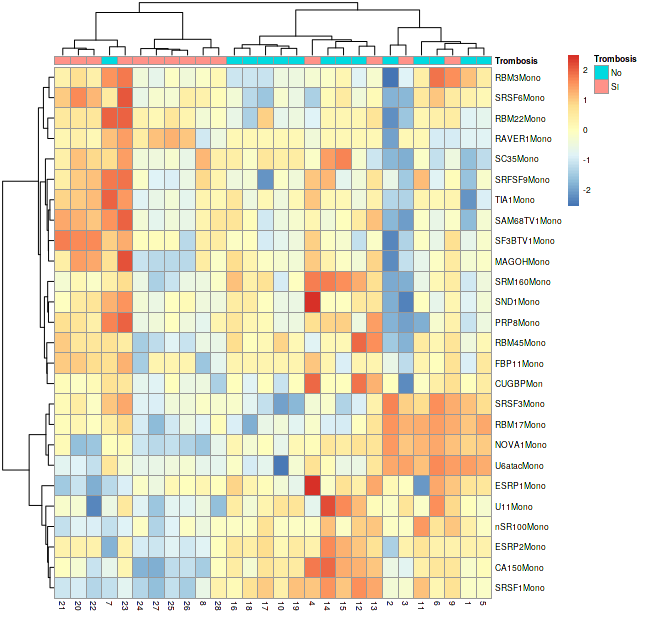 Trombosis
RBM3Mono
SRSF6Mono
RBM22Mono
RAVER1Mono
SC35Mono
SRFSF9Mono
TIA1Mono
SAM68TV1Mono
SF3BTV1Mono
MAGOHMono
SRM160Mono
SND1Mono
PRP8Mono
RBM45Mono
FBP11Mono
CUGBPMon
SRSF3Mono
RBM17Mono
NOVA1Mono
U6atacMono
ESRP1Mono
U11Mono
nSR100Mono
ESRP2Mono
CA150Mono
SRSF1Mono
21 20 22 7 23 24 27 25 26 8 28 16 18 17 10 19 4 14 15 12 13 2 3 11 6 9 1 5
2
1
0
-1
-2
Trombosis
No
SI